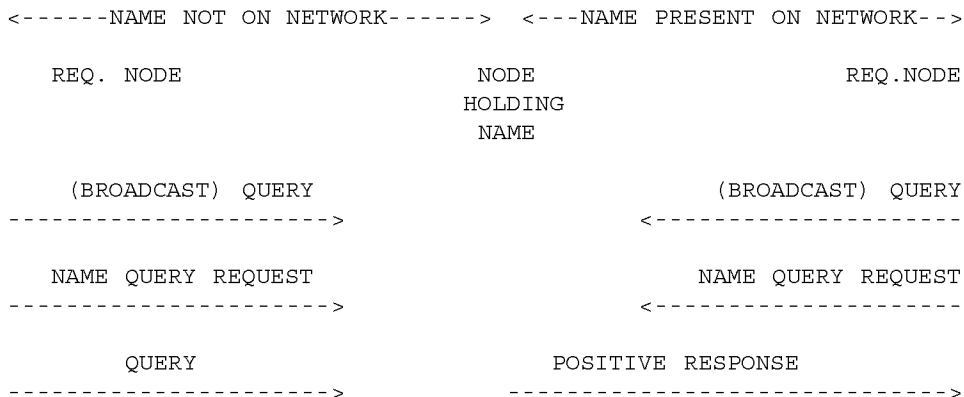 <------NAME NOT ON NETWORK------>  <---NAME PRESENT ON NETWORK-->
REQ. NODE                    NODE                     REQ.NODE
HOLDING
NAME
(BROADCAST) QUERY                            (BROADCAST) QUERY
---------------------->                    <---------------------
NAME QUERY REQUEST                          NAME QUERY REQUEST
---------------------->                    <---------------------
QUERY                        POSITIVE RESPONSE
---------------------->           ------------------------------>